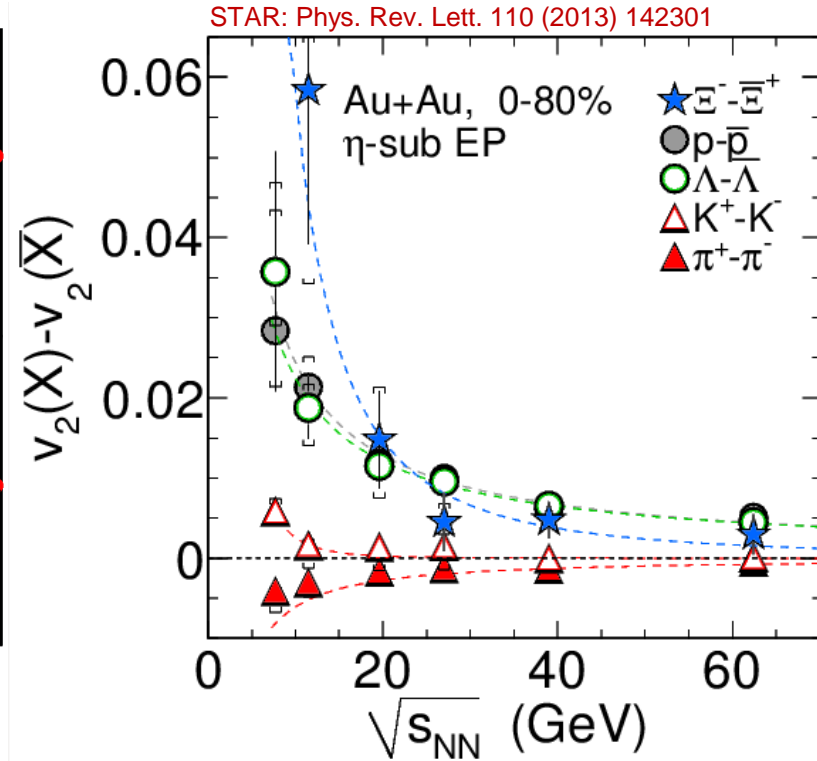 STAR: Phys. Rev. Lett. 110 (2013) 142301
Au+Au, 0-80%
η-sub EP
Ξ⁻-Ξ̅⁺
p-p̅
Λ-Λ̅
K⁺-K⁻
π⁺-π⁻
v₂(X)-v₂(X̅)
0.06
0.04
0.02
0
0 20 40 60
√sNN (GeV)